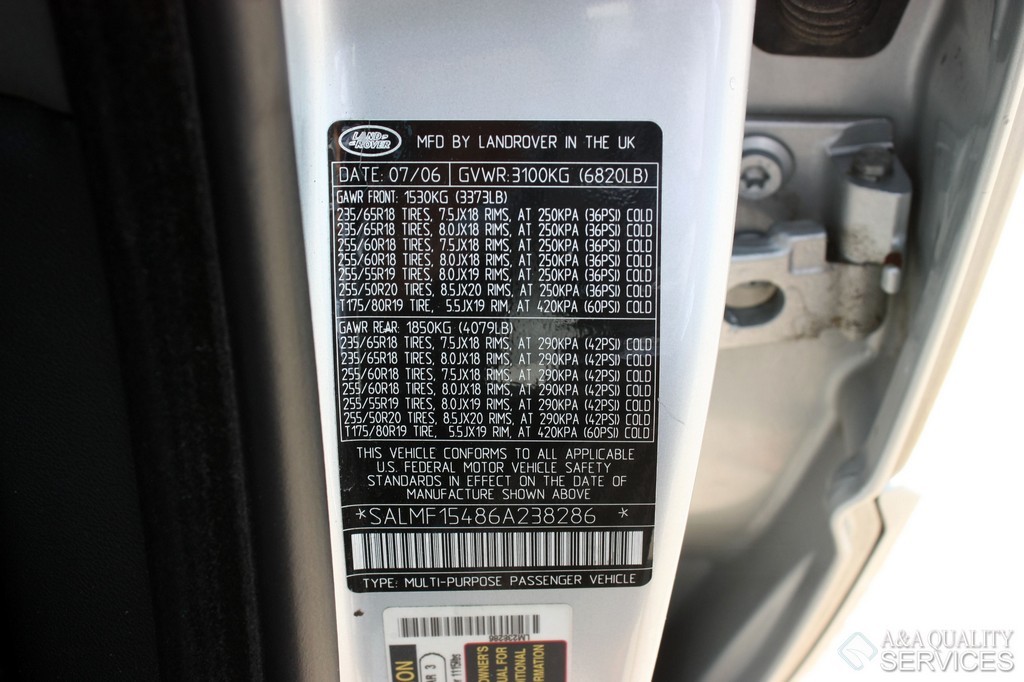 LAND-
-ROVER
MFD BY LANDROVER IN THE UK
DATE: 07/06 GVWR:3100KG (6820LB)
GAWR FRONT: 1530KG (3373LB)
235/65R18 TIRES, 7.5JX18 RIMS, AT 250KPA (36PSI) COLD
235/65R18 TIRES, 8.0JX18 RIMS, AT 250KPA (36PSI) COLD
255/60R18 TIRES, 7.5JX18 RIMS, AT 250KPA (36PSI) COLD
255/60R18 TIRES, 8.0JX18 RIMS, AT 250KPA (36PSI) COLD
255/55R19 TIRES, 8.0JX19 RIMS, AT 250KPA (36PSI) COLD
255/50R20 TIRES, 8.5JX20 RIMS, AT 250KPA (36PSI) COLD
T175/80R19 TIRE, 5.5JX19 RIM, AT 420KPA (60PSI) COLD
GAWR REAR: 1850KG (4079LB)
235/65R18 TIRES, 7.5JX18 RIMS, AT 290KPA (42PSI) COLD
235/65R18 TIRES, 8.0JX18 RIMS, AT 290KPA (42PSI) COLD
255/60R18 TIRES, 7.5JX18 RIMS, AT 290KPA (42PSI) COLD
255/60R18 TIRES, 8.0JX18 RIMS, AT 290KPA (42PSI) COLD
255/55R19 TIRES, 8.0JX19 RIMS, AT 290KPA (42PSI) COLD
255/50R20 TIRES, 8.5JX20 RIMS, AT 290KPA (42PSI) COLD
T175/80R19 TIRE, 5.5JX19 RIM, AT 420KPA (60PSI) COLD
THIS VEHICLE CONFORMS TO ALL APPLICABLE
U.S. FEDERAL MOTOR VEHICLE SAFETY
STANDARDS IN EFFECT ON THE DATE OF
MANUFACTURE SHOWN ABOVE
*SALMF15486A238286 *
TYPE: MULTI-PURPOSE PASSENGER VEHICLE
LM238286
OWNER'S
UAL FOR
ORMATION
A&A QUALITY
SERVICES